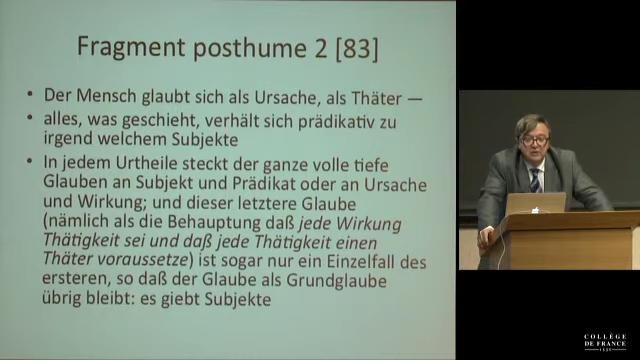 Fragment posthume 2 [83]
• Der Mensch glaubt sich als Ursache, als Thäter —
• alles, was geschieht, verhält sich prädikativ zu
irgend welchem Subjekte
• In jedem Urtheile steckt der ganze volle tiefe
Glauben an Subjekt und Prädikat oder an Ursache
und Wirkung; und dieser letztere Glaube
(nämlich als die Behauptung daß jede Wirkung
Thätigkeit sei und daß jede Thätigkeit einen
Thäter voraussetze) ist sogar nur ein Einzelfall des
ersteren, so daß der Glaube als Grundglaube
übrig bleibt: es giebt Subjekte
COLLÈGE
DE FRANCE
1530